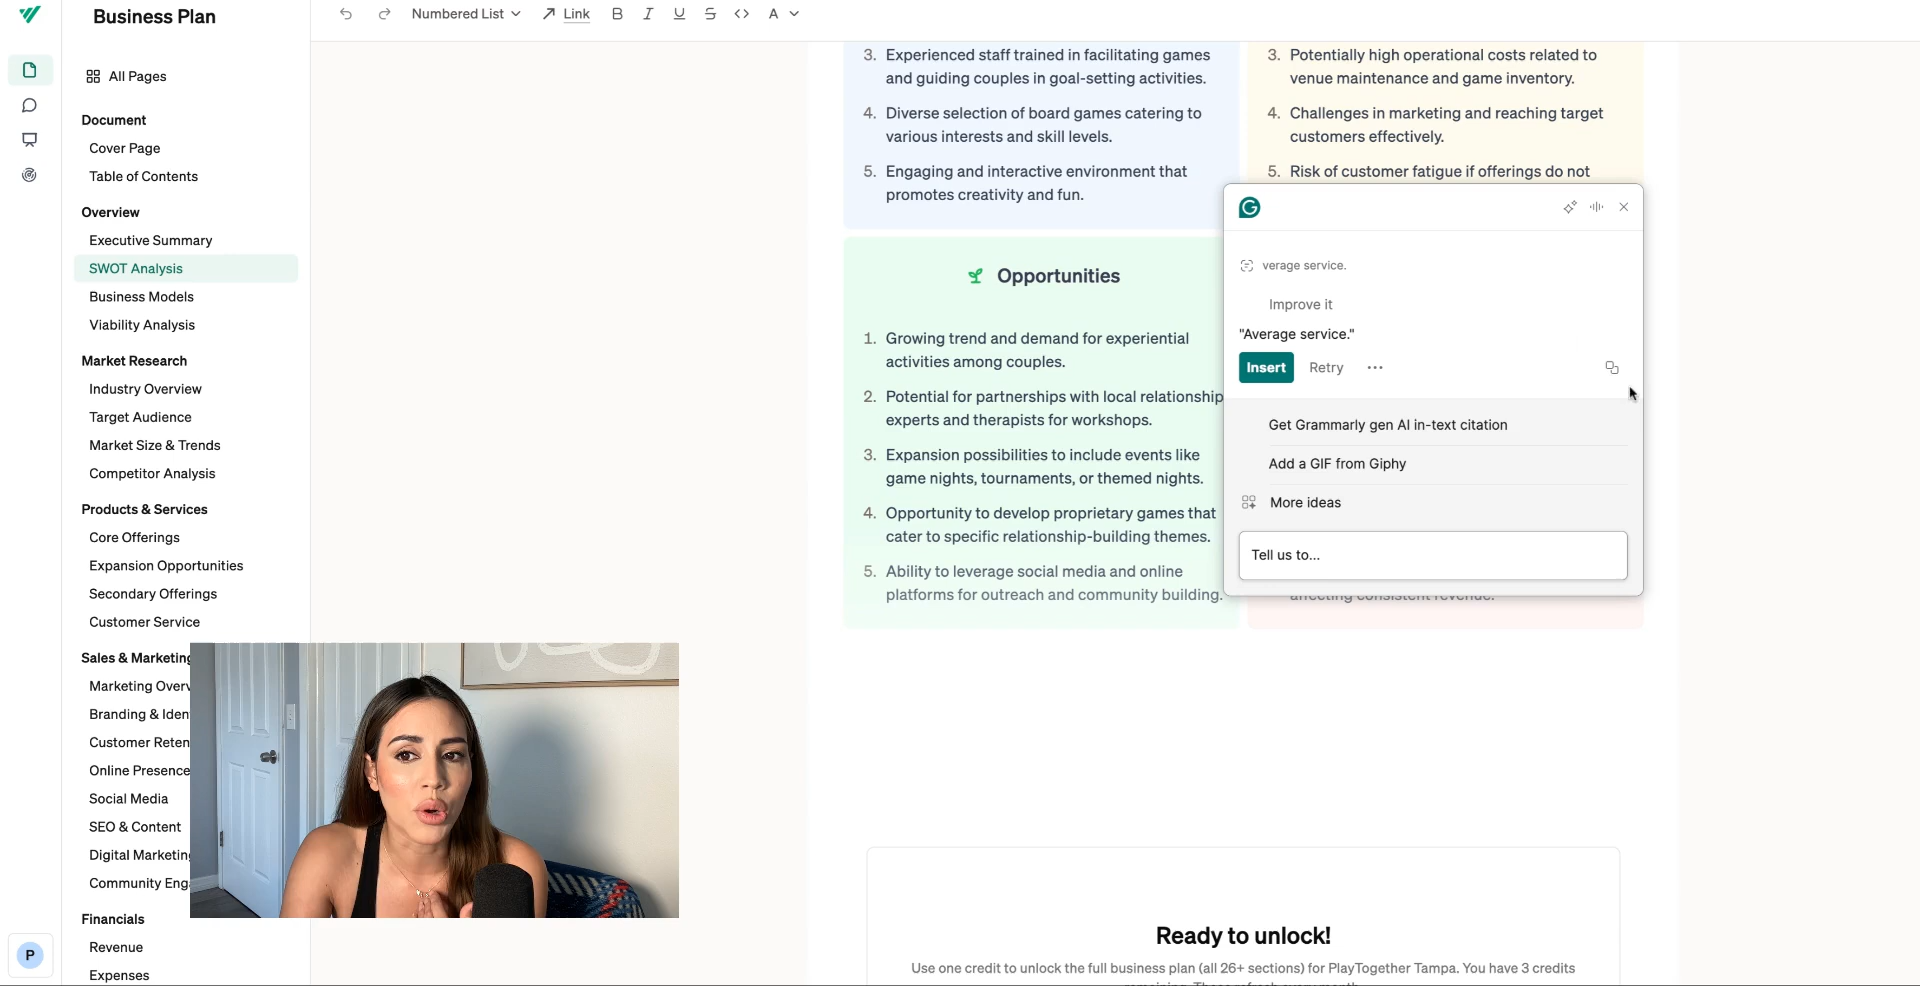 Business Plan
Numbered List
Link
B
I
U
S
A
All Pages
Document
Cover Page
Table of Contents
Overview
Executive Summary
SWOT Analysis
Business Models
Viability Analysis
Market Research
Industry Overview
Target Audience
Market Size & Trends
Competitor Analysis
Products & Services
Core Offerings
Expansion Opportunities
Secondary Offerings
Customer Service
Sales & Marketing
Marketing Overv
Branding & Iden
Customer Reten
Online Presence
Social Media
SEO & Content
Digital Marketing
Community Eng
Financials
Revenue
Expenses
P
3. Experienced staff trained in facilitating games
and guiding couples in goal-setting activities.
4. Diverse selection of board games catering to
various interests and skill levels.
5. Engaging and interactive environment that
promotes creativity and fun.
3. Potentially high operational costs related to
venue maintenance and game inventory.
4. Challenges in marketing and reaching target
customers effectively.
5. Risk of customer fatigue if offerings do not
Opportunities
1. Growing trend and demand for experiential
activities among couples.
2. Potential for partnerships with local relationship
experts and therapists for workshops.
3. Expansion possibilities to include events like
game nights, tournaments, or themed nights.
4. Opportunity to develop proprietary games that
cater to specific relationship-building themes.
5. Ability to leverage social media and online
platforms for outreach and community building.
G
verage service.
Improve it
"Average service."
Insert
Retry
Get Grammarly gen AI in-text citation
Add a GIF from Giphy
More ideas
Tell us to...
affecting consistent revenue.
Ready to unlock!
Use one credit to unlock the full business plan (all 26+ sections) for PlayTogether Tampa. You have 3 credits
remaining. These refresh every month.